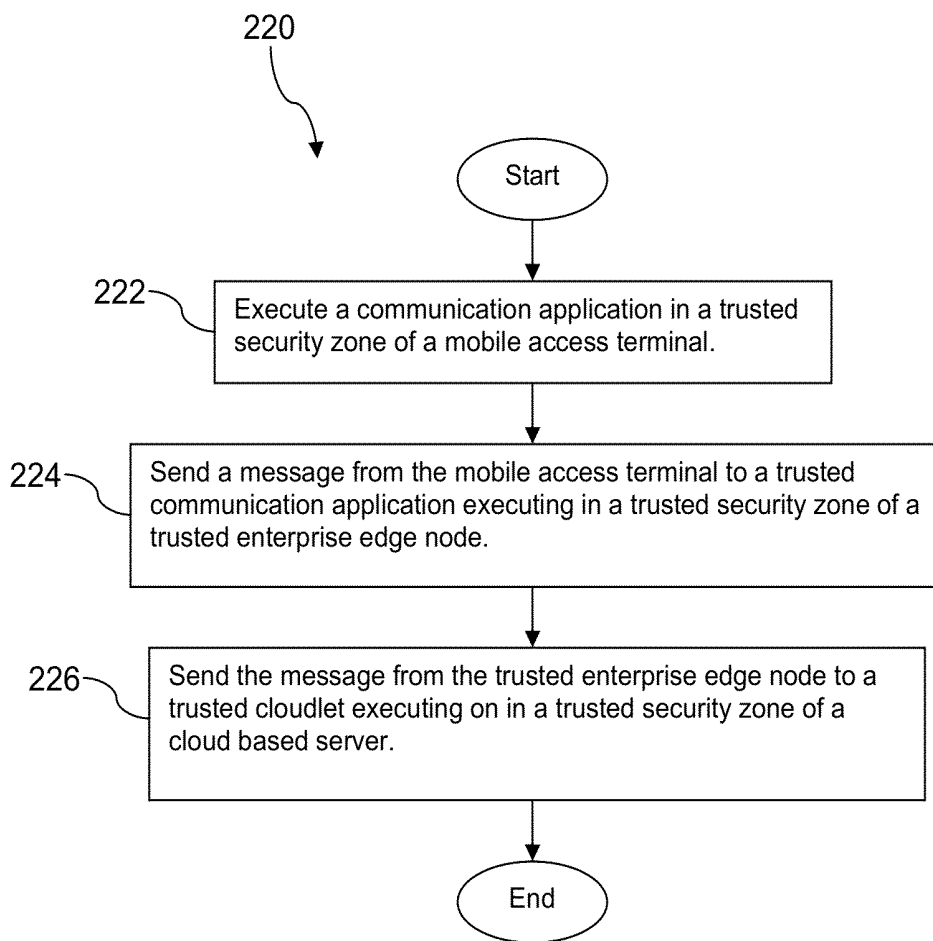 220
Start
222
Execute a communication application in a trusted
security zone of a mobile access terminal.
224
Send a message from the mobile access terminal to a trusted
communication application executing in a trusted security zone of a
trusted enterprise edge node.
226
Send the message from the trusted enterprise edge node to a
trusted cloudlet executing on in a trusted security zone of a
cloud based server.
End